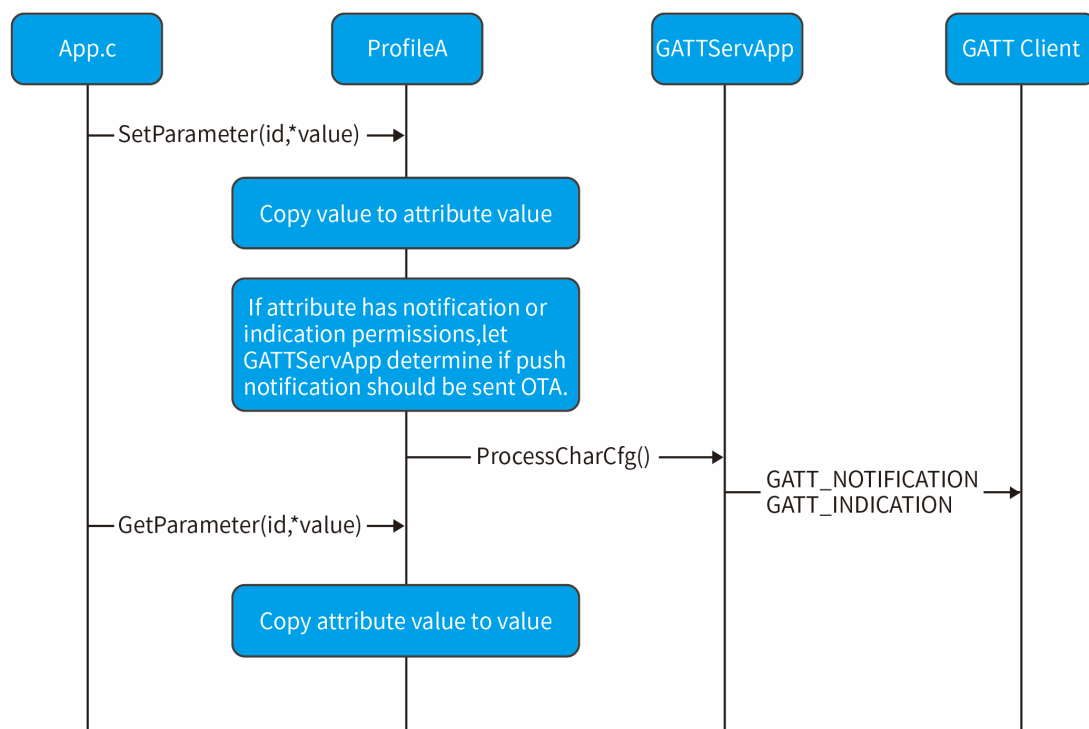 App.c
ProfileA
GATTServApp
GATT Client
SetParameter(id,*value)
Copy value to attribute value
If attribute has notification or
indication permissions,let
GATTServApp determine if push
notification should be sent OTA.
ProcessCharCfg()
GATT_NOTIFICATION
GATT_INDICATION
GetParameter(id,*value)
Copy attribute value to value